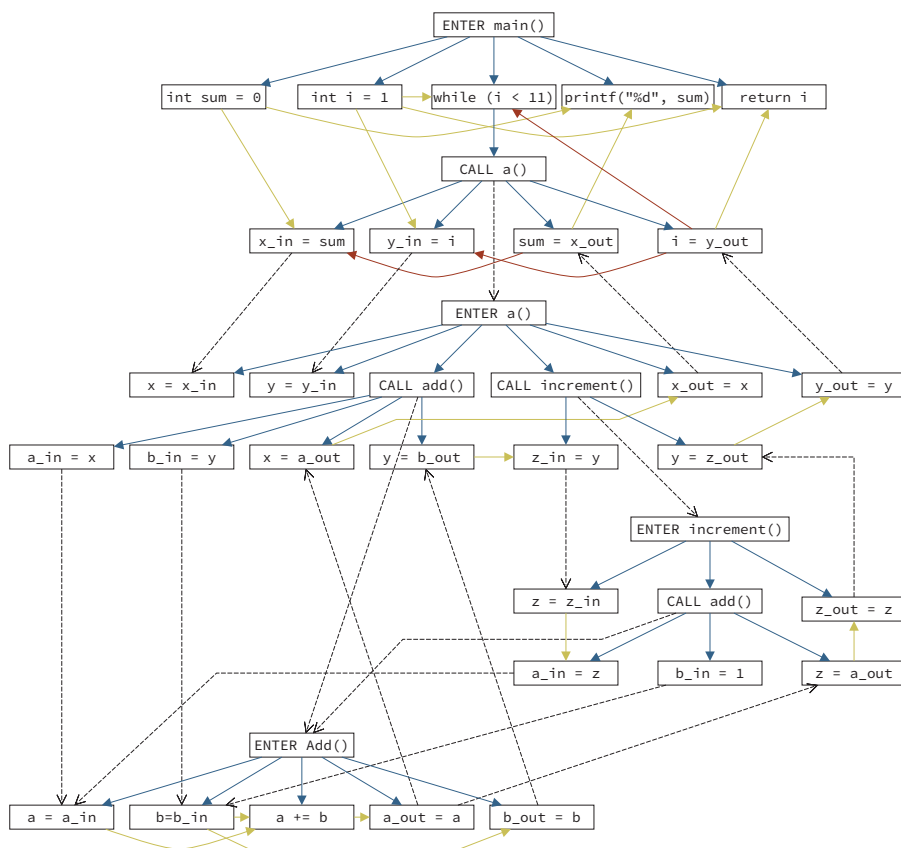 ENTER main()
int sum = 0
int i = 1
while (i < 11)
printf("%d", sum)
return i
CALL a()
x_in = sum
y_in = i
sum = x_out
i = y_out
ENTER a()
x = x_in
y = y_in
CALL add()
CALL increment()
x_out = x
y_out = y
a_in = x
b_in = y
x = a_out
y = b_out
z_in = y
y = z_out
ENTER increment()
z = z_in
CALL add()
z_out = z
a_in = z
b_in = 1
z = a_out
ENTER Add()
a = a_in
b=b_in
a += b
a_out = a
b_out = b